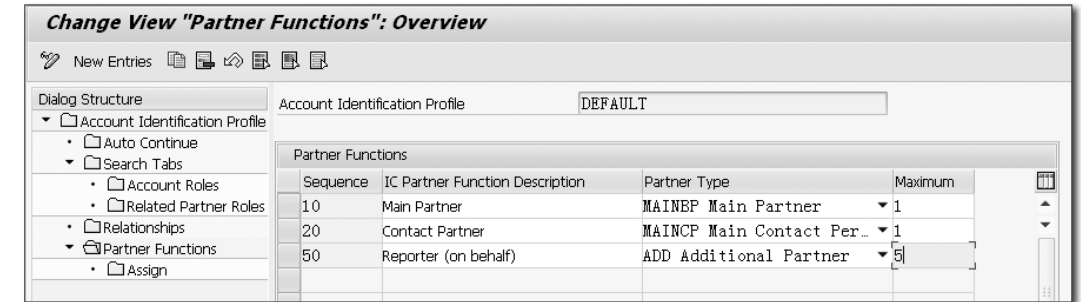 Change View "Partner Functions": Overview
New Entries
Dialog Structure
Account Identification Profile
Auto Continue
Search Tabs
Account Roles
Related Partner Roles
Relationships
Partner Functions
Assign
Account Identification Profile DEFAULT
Partner Functions
Sequence IC Partner Function Description Partner Type Maximum
10 Main Partner MAINBP Main Partner 1
20 Contact Partner MAINCP Main Contact Per… 1
50 Reporter (on behalf) ADD Additional Partner 5